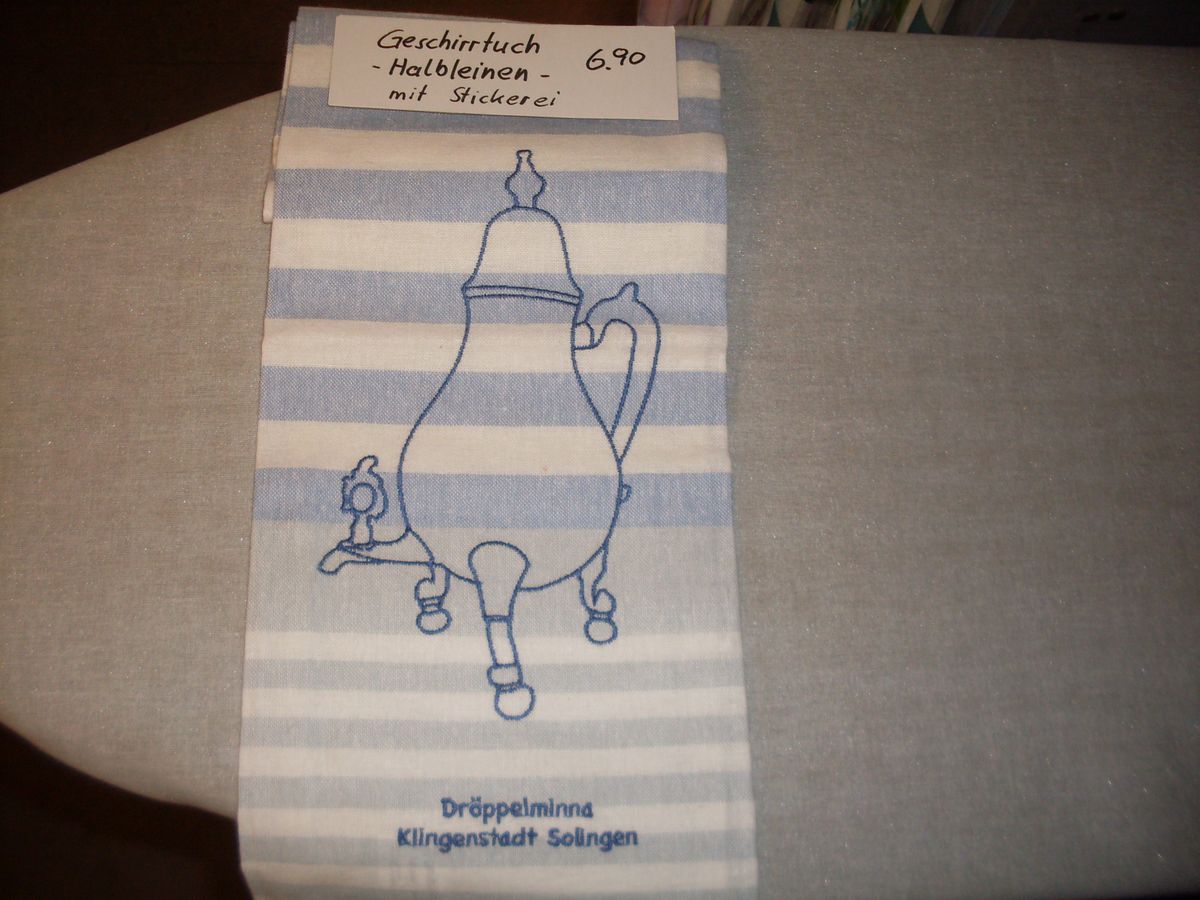 Geschirrtuch
- Halbleinen -
mit Stickerei
6.90
Dröppelminna
Klingenstadt Solingen